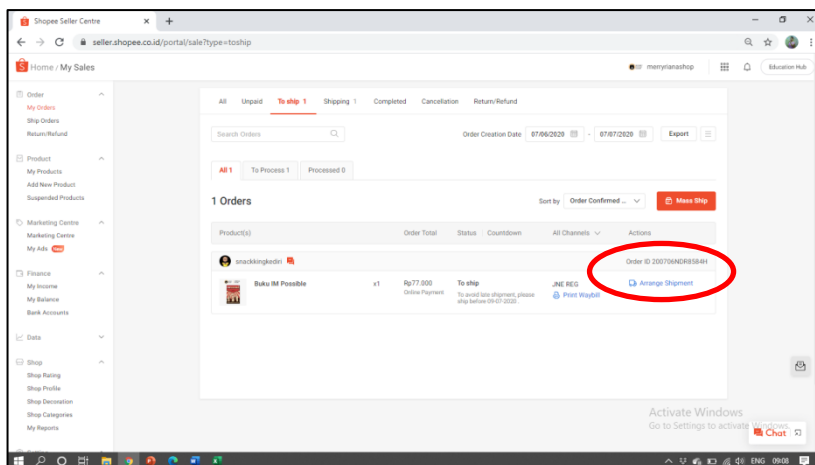 Shopee Seller Centre
seller.shopee.co.id/portal/sale?type=toship
Home / My Sales
merryrianashop
Education Hub
Order
My Orders
Ship Orders
Return/Refund
Product
My Products
Add New Product
Suspended Products
Marketing Centre
Marketing Centre
My Ads
Finance
My Income
My Balance
Bank Accounts
Data
Shop
Shop Rating
Shop Profile
Shop Decoration
Shop Categories
My Reports
All Unpaid To ship 1 Shipping 1 Completed Cancellation Return/Refund
Search Orders
Order Creation Date 07/06/2020 - 07/07/2020 Export
All 1 To Process 1 Processed 0
1 Orders
Sort by Order Confirmed ... Mass Ship
Product(s) Order Total Status Countdown All Channels Actions
snackkingkediri Order ID 200706NDR8584H
Buku IM Possible x1 Rp77.000 To ship JNE REG Arrange Shipment
Online Payment To avoid late shipment, please ship before 09-07-2020 . Print Waybill
Activate Windows
Go to Settings to activate Windows.
Chat
ENG 09:08